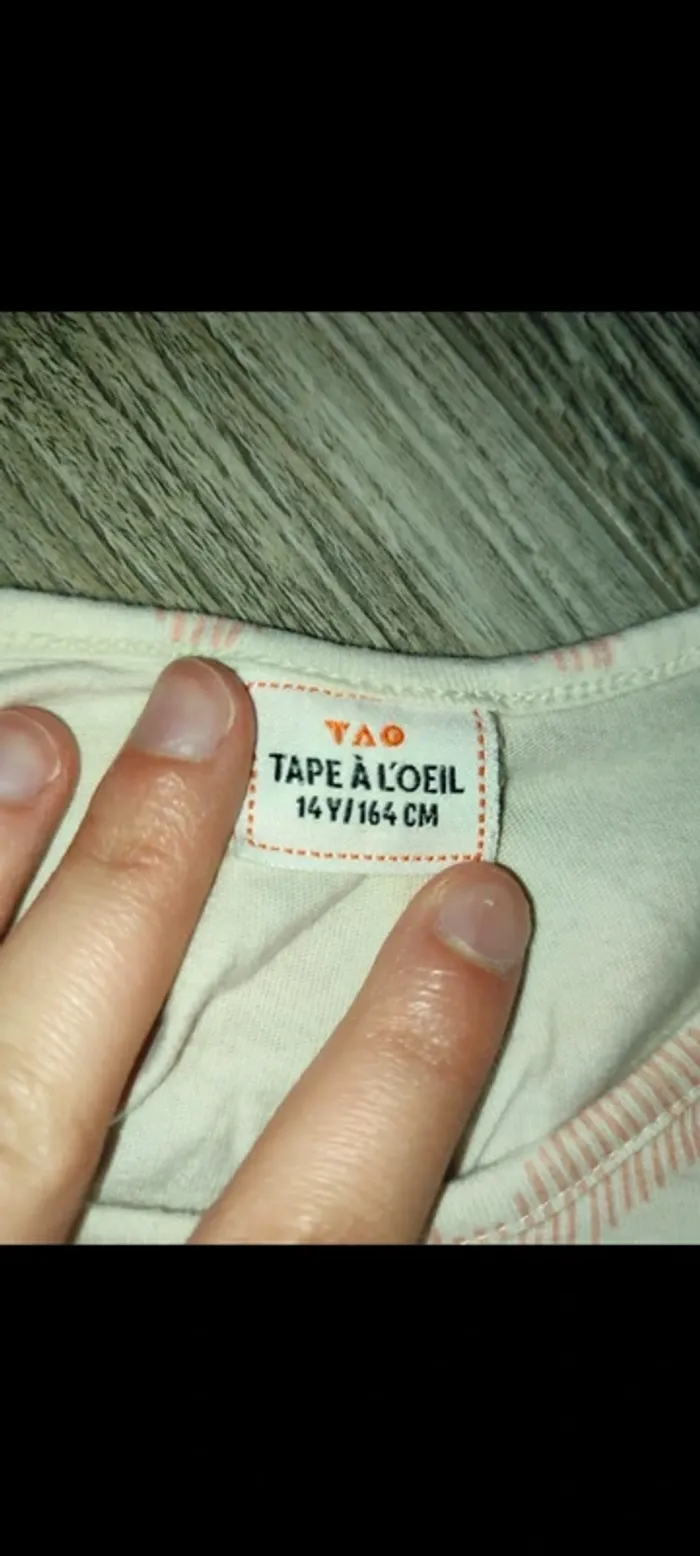 TAO
TAPE À L'OEIL
14Y/164 CM